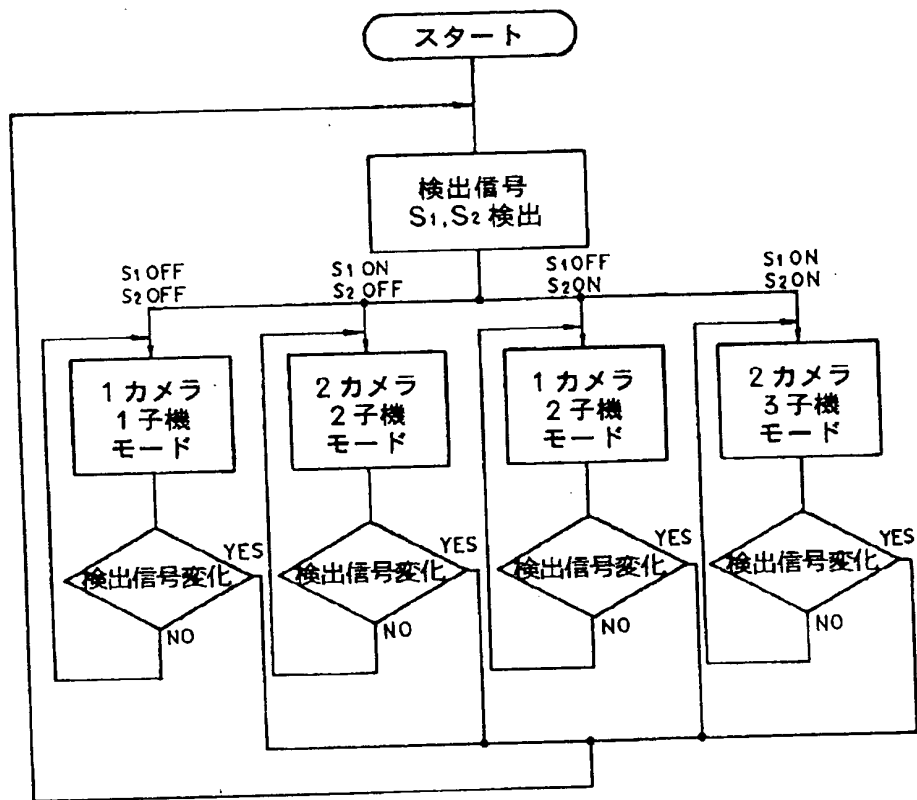 スタート
検出信号
S1,S2 検出
S1 OFF
S2 OFF
S1 ON
S2 OFF
S1 OFF
S2 ON
S1 ON
S2 ON
1 カメラ
1 子機
モード
2 カメラ
2 子機
モード
1 カメラ
2 子機
モード
2 カメラ
3 子機
モード
検出信号変化
YES
NO
検出信号変化
YES
NO
検出信号変化
YES
NO
検出信号変化
YES
NO